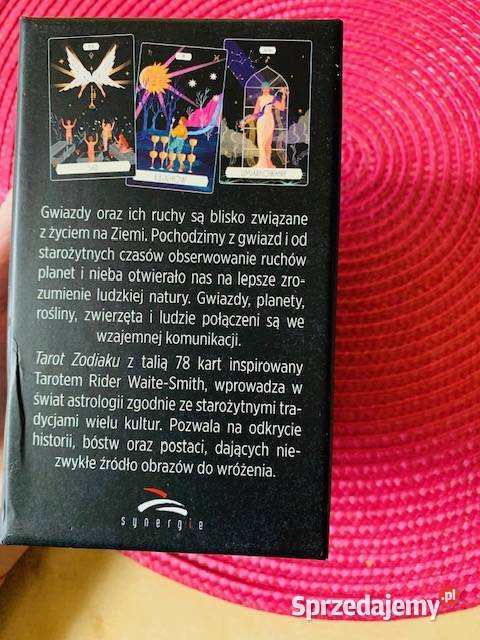 SĄD
KIELICHÓW
UMIARKOWANIE
Gwiazdy oraz ich ruchy są blisko związane
z życiem na Ziemi. Pochodzimy z gwiazd i od
starożytnych czasów obserwowanie ruchów
planet i nieba otwierało nas na lepsze zro-
zumienie ludzkiej natury. Gwiazdy, planety,
rośliny, zwierzęta i ludzie połączeni są we
wzajemnej komunikacji.
Tarot Zodiaku z talią 78 kart inspirowany
Tarotem Rider Waite-Smith, wprowadza w
świat astrologii zgodnie ze starożytnymi tra-
dycjami wielu kultur. Pozwala na odkrycie
historii, bóstw oraz postaci, dających nie-
zwykłe źródło obrazów do wróżenia.
synergie
Sprzedajemy.pl